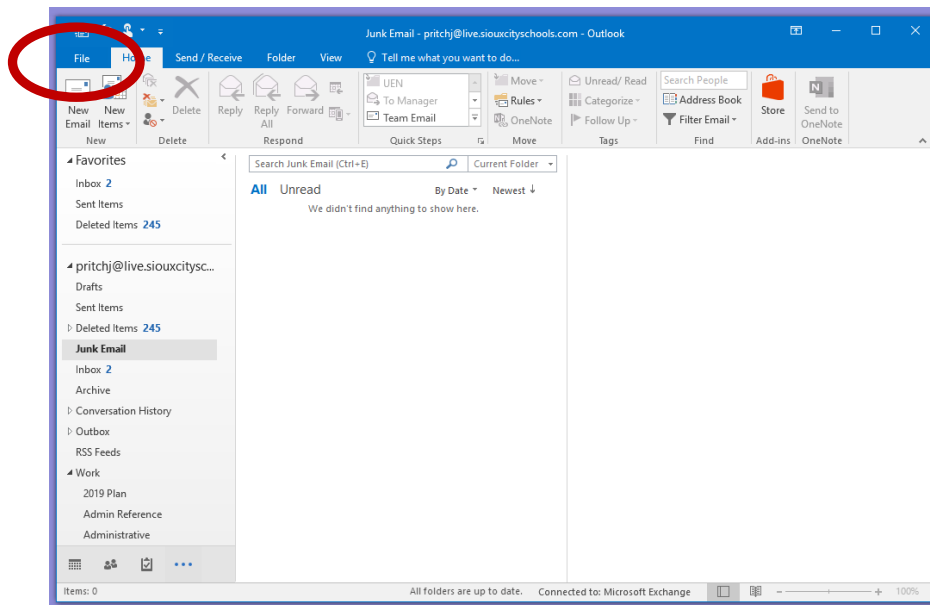 Junk Email - pritchj@live.siouxcityschools.com - Outlook
File Home Send / Receive Folder View Tell me what you want to do...
New Email
New Items
Delete
Reply
Reply All
Forward
UEN
To Manager
Team Email
Move
Rules
OneNote
Unread/ Read
Categorize
Follow Up
Search People
Address Book
Filter Email
Store
Send to OneNote
New Delete Respond Quick Steps Move Tags Find Add-ins OneNote
Favorites
Inbox 2
Sent Items
Deleted Items 245
pritchj@live.siouxcitysc...
Drafts
Sent Items
Deleted Items 245
Junk Email
Inbox 2
Archive
Conversation History
Outbox
RSS Feeds
Work
2019 Plan
Admin Reference
Administrative
Search Junk Email (Ctrl+E) Current Folder
All Unread By Date Newest
We didn't find anything to show here.
Items: 0 All folders are up to date. Connected to: Microsoft Exchange 100%